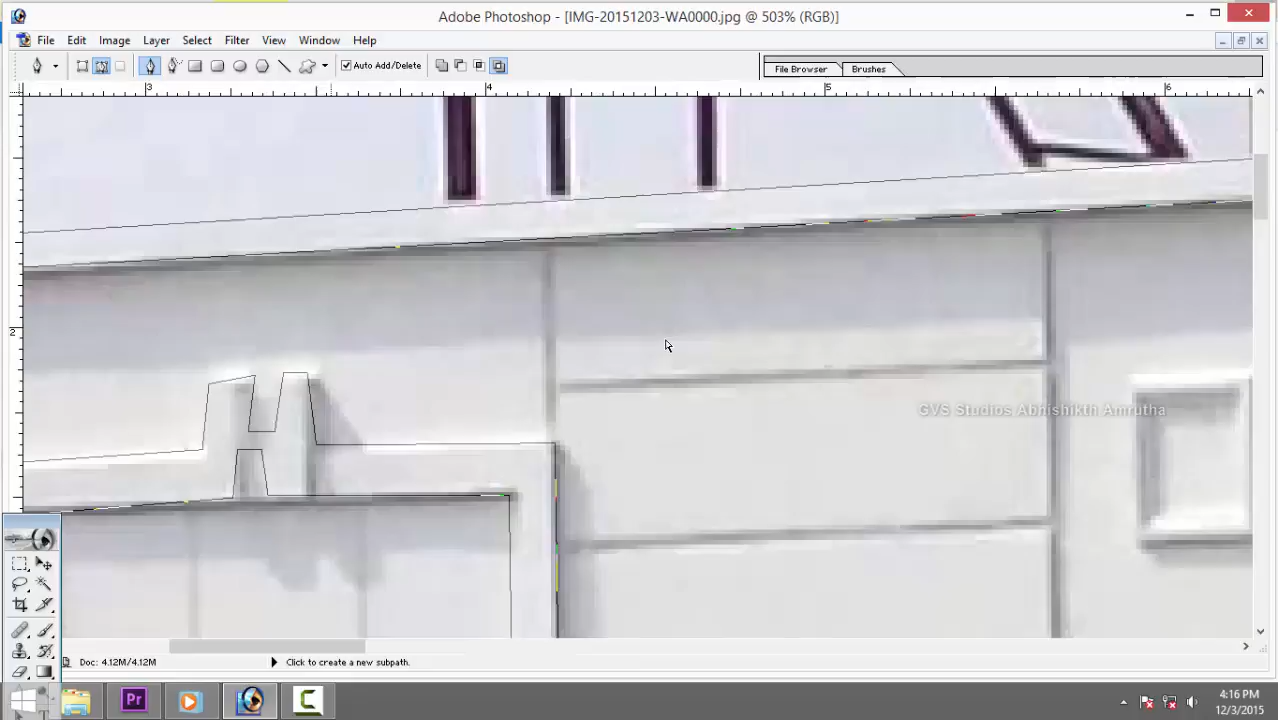 Adobe Photoshop - [IMG-20151203-WA0000.jpg @ 503% (RGB)]
File Edit Image Layer Select Filter View Window Help
Auto Add/Delete
File Browser Brushes
3 4 5 6
2
GVS Studios Abhishikth Amrutha
Doc: 4.12M/4.12M Click to create a new subpath.
Pr
4:16 PM
12/3/2015